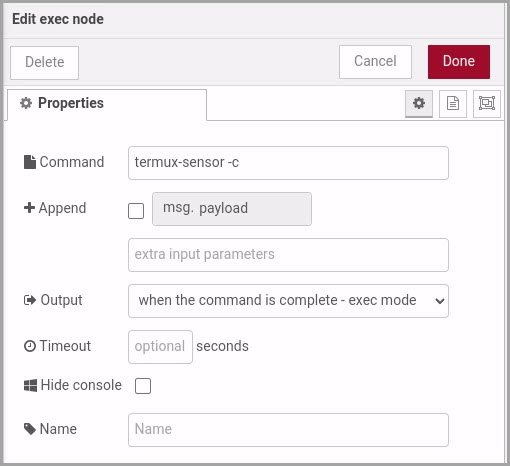 Edit exec node
Delete
Cancel
Done
Properties
Command
termux-sensor -c
Append
msg. payload
extra input parameters
Output
when the command is complete - exec mode
Timeout
optional
seconds
Hide console
Name
Name